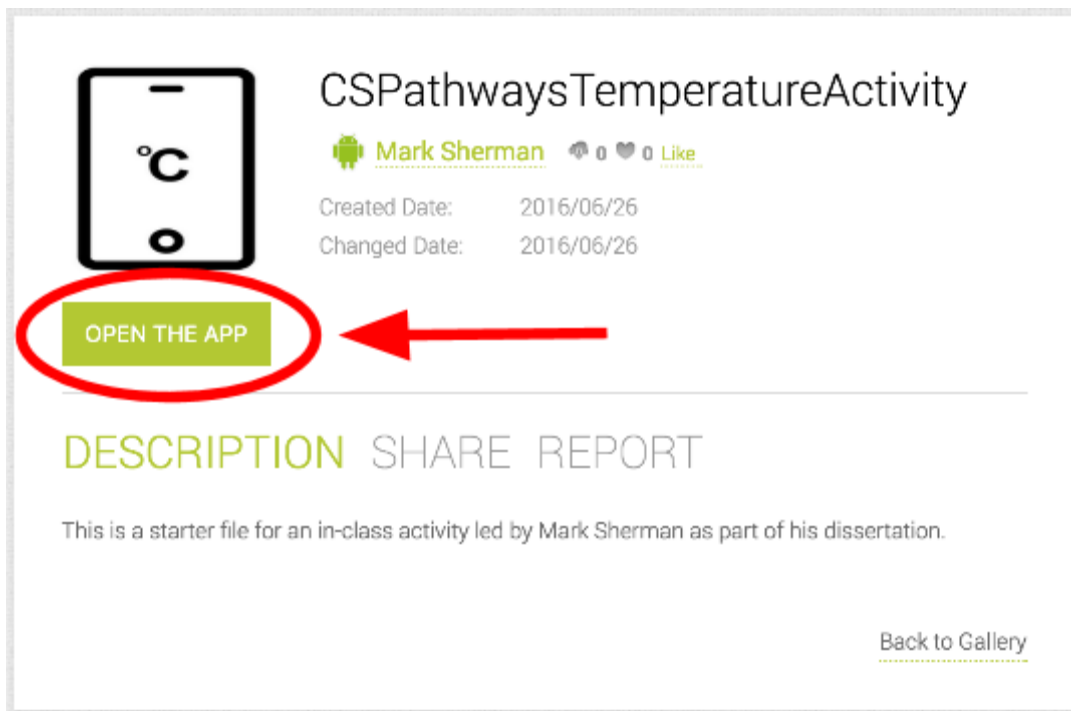 °C
CSPathwaysTemperatureActivity
Mark Sherman 0 0 Like
Created Date: 2016/06/26
Changed Date: 2016/06/26
OPEN THE APP
DESCRIPTION SHARE REPORT
This is a starter file for an in-class activity led by Mark Sherman as part of his dissertation.
Back to Gallery